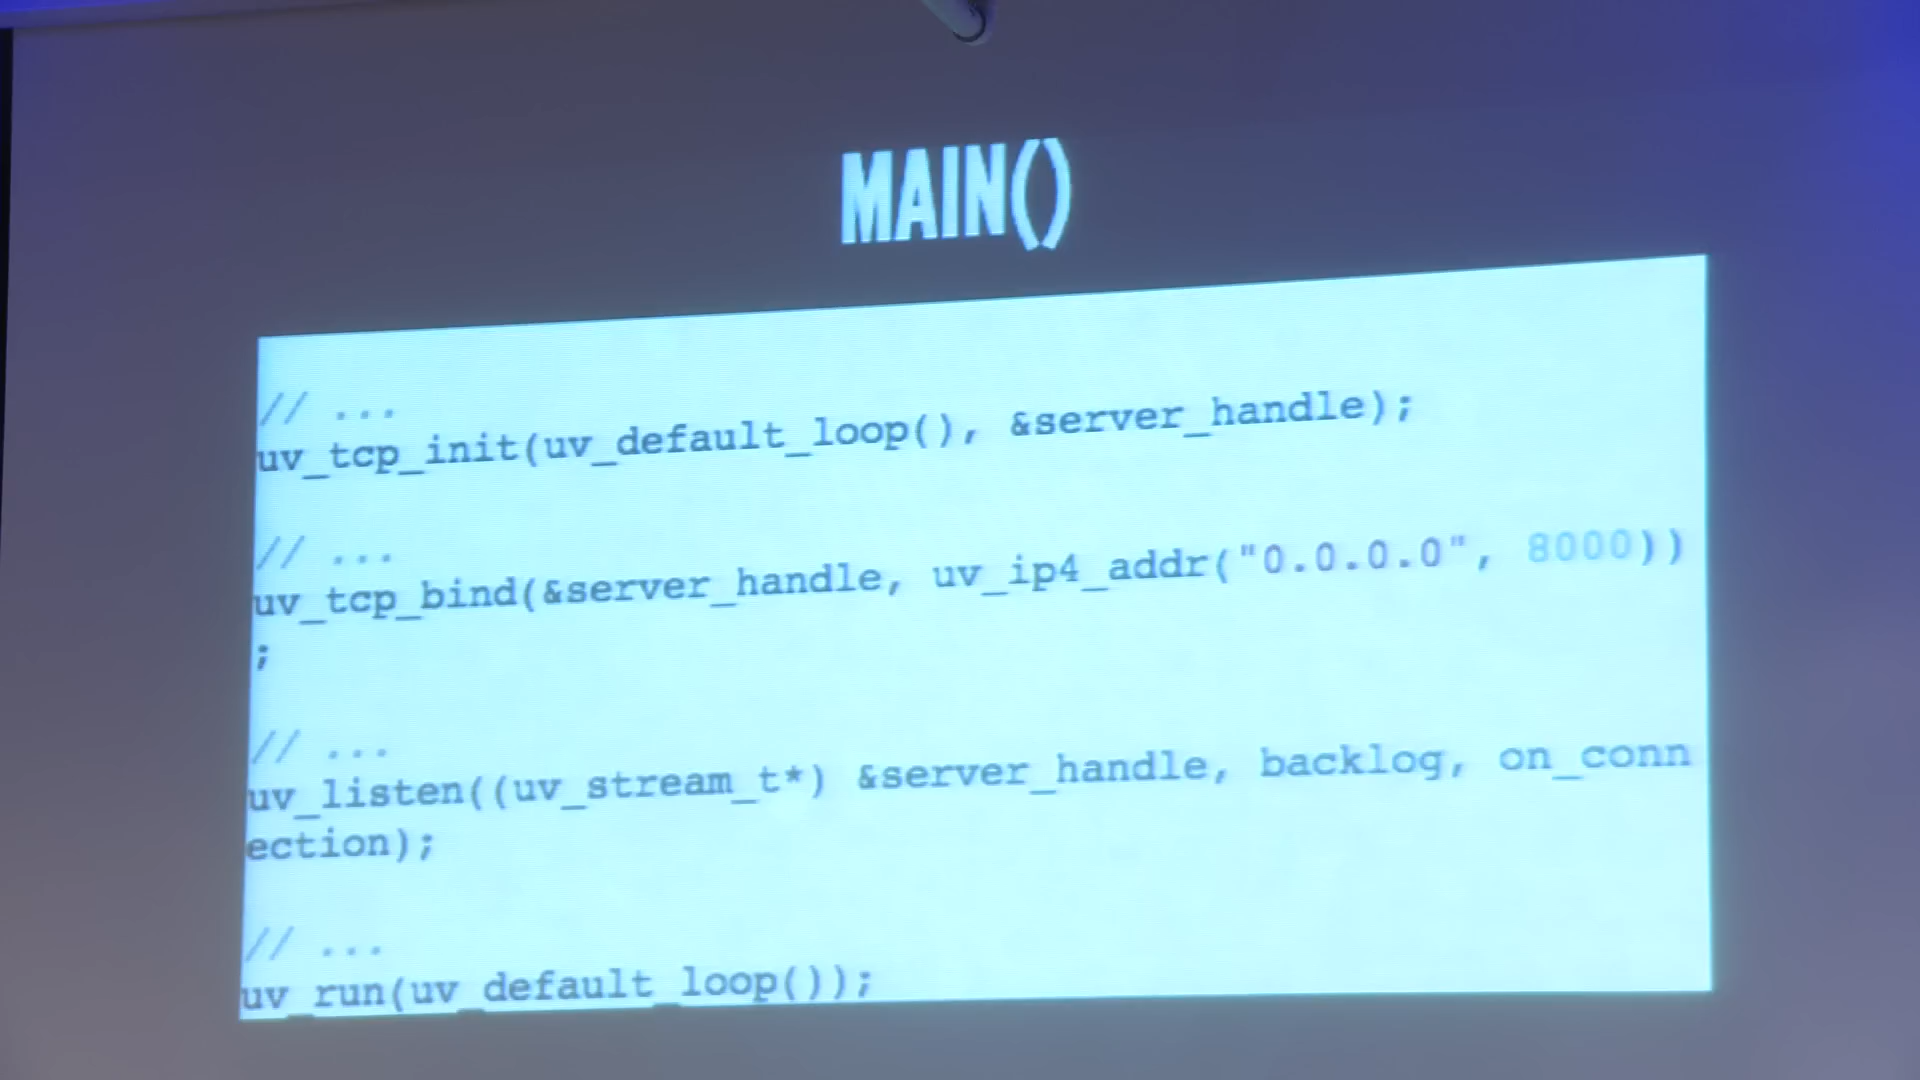 MAIN()
// ...
uv_tcp_init(uv_default_loop(), &server_handle);
// ...
uv_tcp_bind(&server_handle, uv_ip4_addr("0.0.0.0", 8000))
;
// ...
uv_listen((uv_stream_t*) &server_handle, backlog, on_conn
ection);
// ...
uv_run(uv_default_loop());